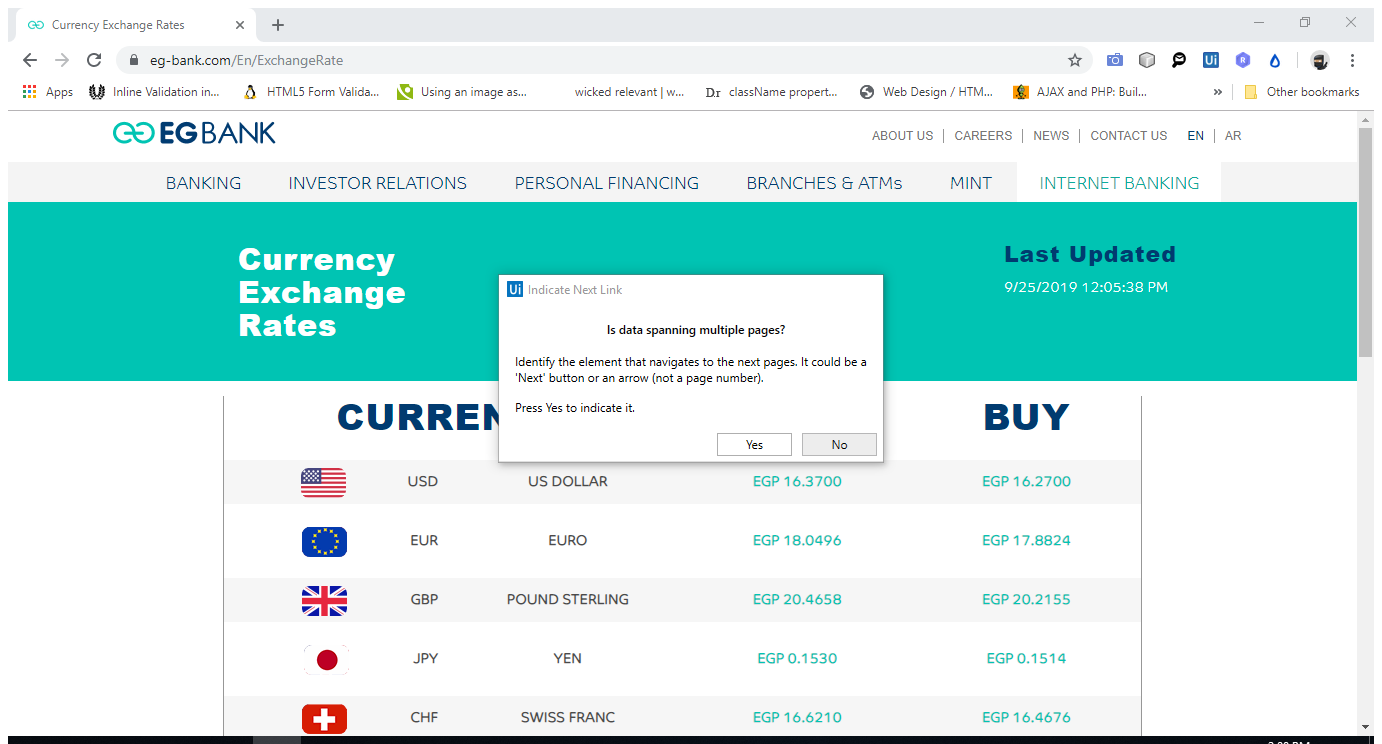 Currency Exchange Rates
eg-bank.com/En/ExchangeRate
Ui
R
Apps
Inline Validation in...
HTML5 Form Valida...
Using an image as...
wicked relevant | w...
Dr className propert...
Web Design / HTM...
AJAX and PHP: Buil...
»
Other bookmarks
EGBANK
ABOUT US | CAREERS | NEWS | CONTACT US EN | AR
BANKING INVESTOR RELATIONS PERSONAL FINANCING BRANCHES & ATMs MINT INTERNET BANKING
Currency
Exchange
Rates
Last Updated
9/25/2019 12:05:38 PM
Ui Indicate Next Link
Is data spanning multiple pages?
Identify the element that navigates to the next pages. It could be a
'Next' button or an arrow (not a page number).
Press Yes to indicate it.
Yes No
CURREN BUY
USD US DOLLAR EGP 16.3700 EGP 16.2700
EUR EURO EGP 18.0496 EGP 17.8824
GBP POUND STERLING EGP 20.4658 EGP 20.2155
JPY YEN EGP 0.1530 EGP 0.1514
CHF SWISS FRANC EGP 16.6210 EGP 16.4676